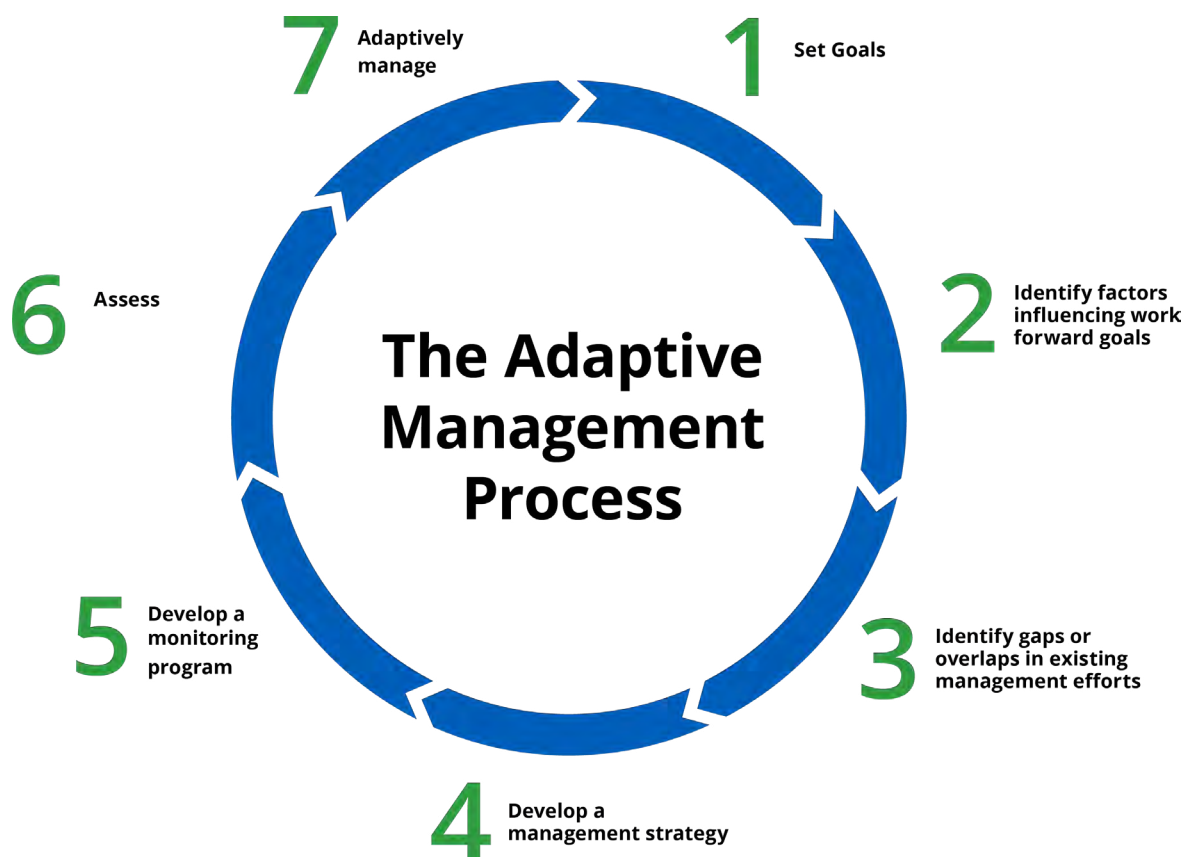 7 Adaptively
manage
1 Set Goals
2 Identify factors
influencing work
forward goals
3 Identify gaps or
overlaps in existing
management efforts
4 Develop a
management strategy
5 Develop a
monitoring
program
6 Assess
The Adaptive
Management
Process